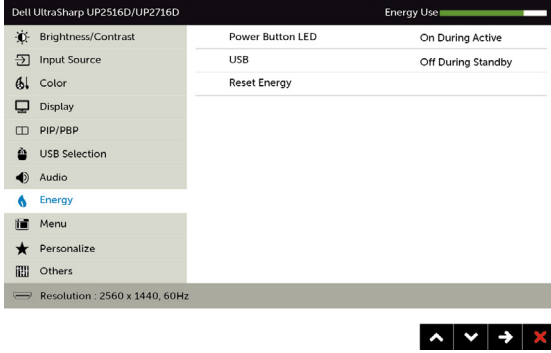 Dell UltraSharp UP2516D/UP2716D Energy Use
Brightness/Contrast Power Button LED On During Active
Input Source USB Off During Standby
Color Reset Energy
Display
PIP/PBP
USB Selection
Audio
Energy
Menu
Personalize
Others
Resolution : 2560 x 1440, 60Hz